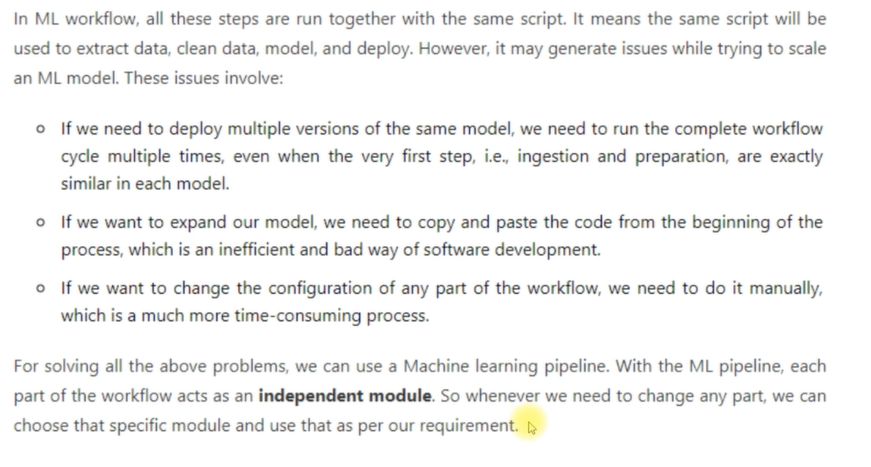 In ML workflow, all these steps are run together with the same script. It means the same script will be
used to extract data, clean data, model, and deploy. However, it may generate issues while trying to scale
an ML model. These issues involve:
If we need to deploy multiple versions of the same model, we need to run the complete workflow
cycle multiple times, even when the very first step, i.e., ingestion and preparation, are exactly
similar in each model.
If we want to expand our model, we need to copy and paste the code from the beginning of the
process, which is an inefficient and bad way of software development.
If we want to change the configuration of any part of the workflow, we need to do it manually,
which is a much more time-consuming process.
For solving all the above problems, we can use a Machine learning pipeline. With the ML pipeline, each
part of the workflow acts as an independent module. So whenever we need to change any part, we can
choose that specific module and use that as per our requirement.